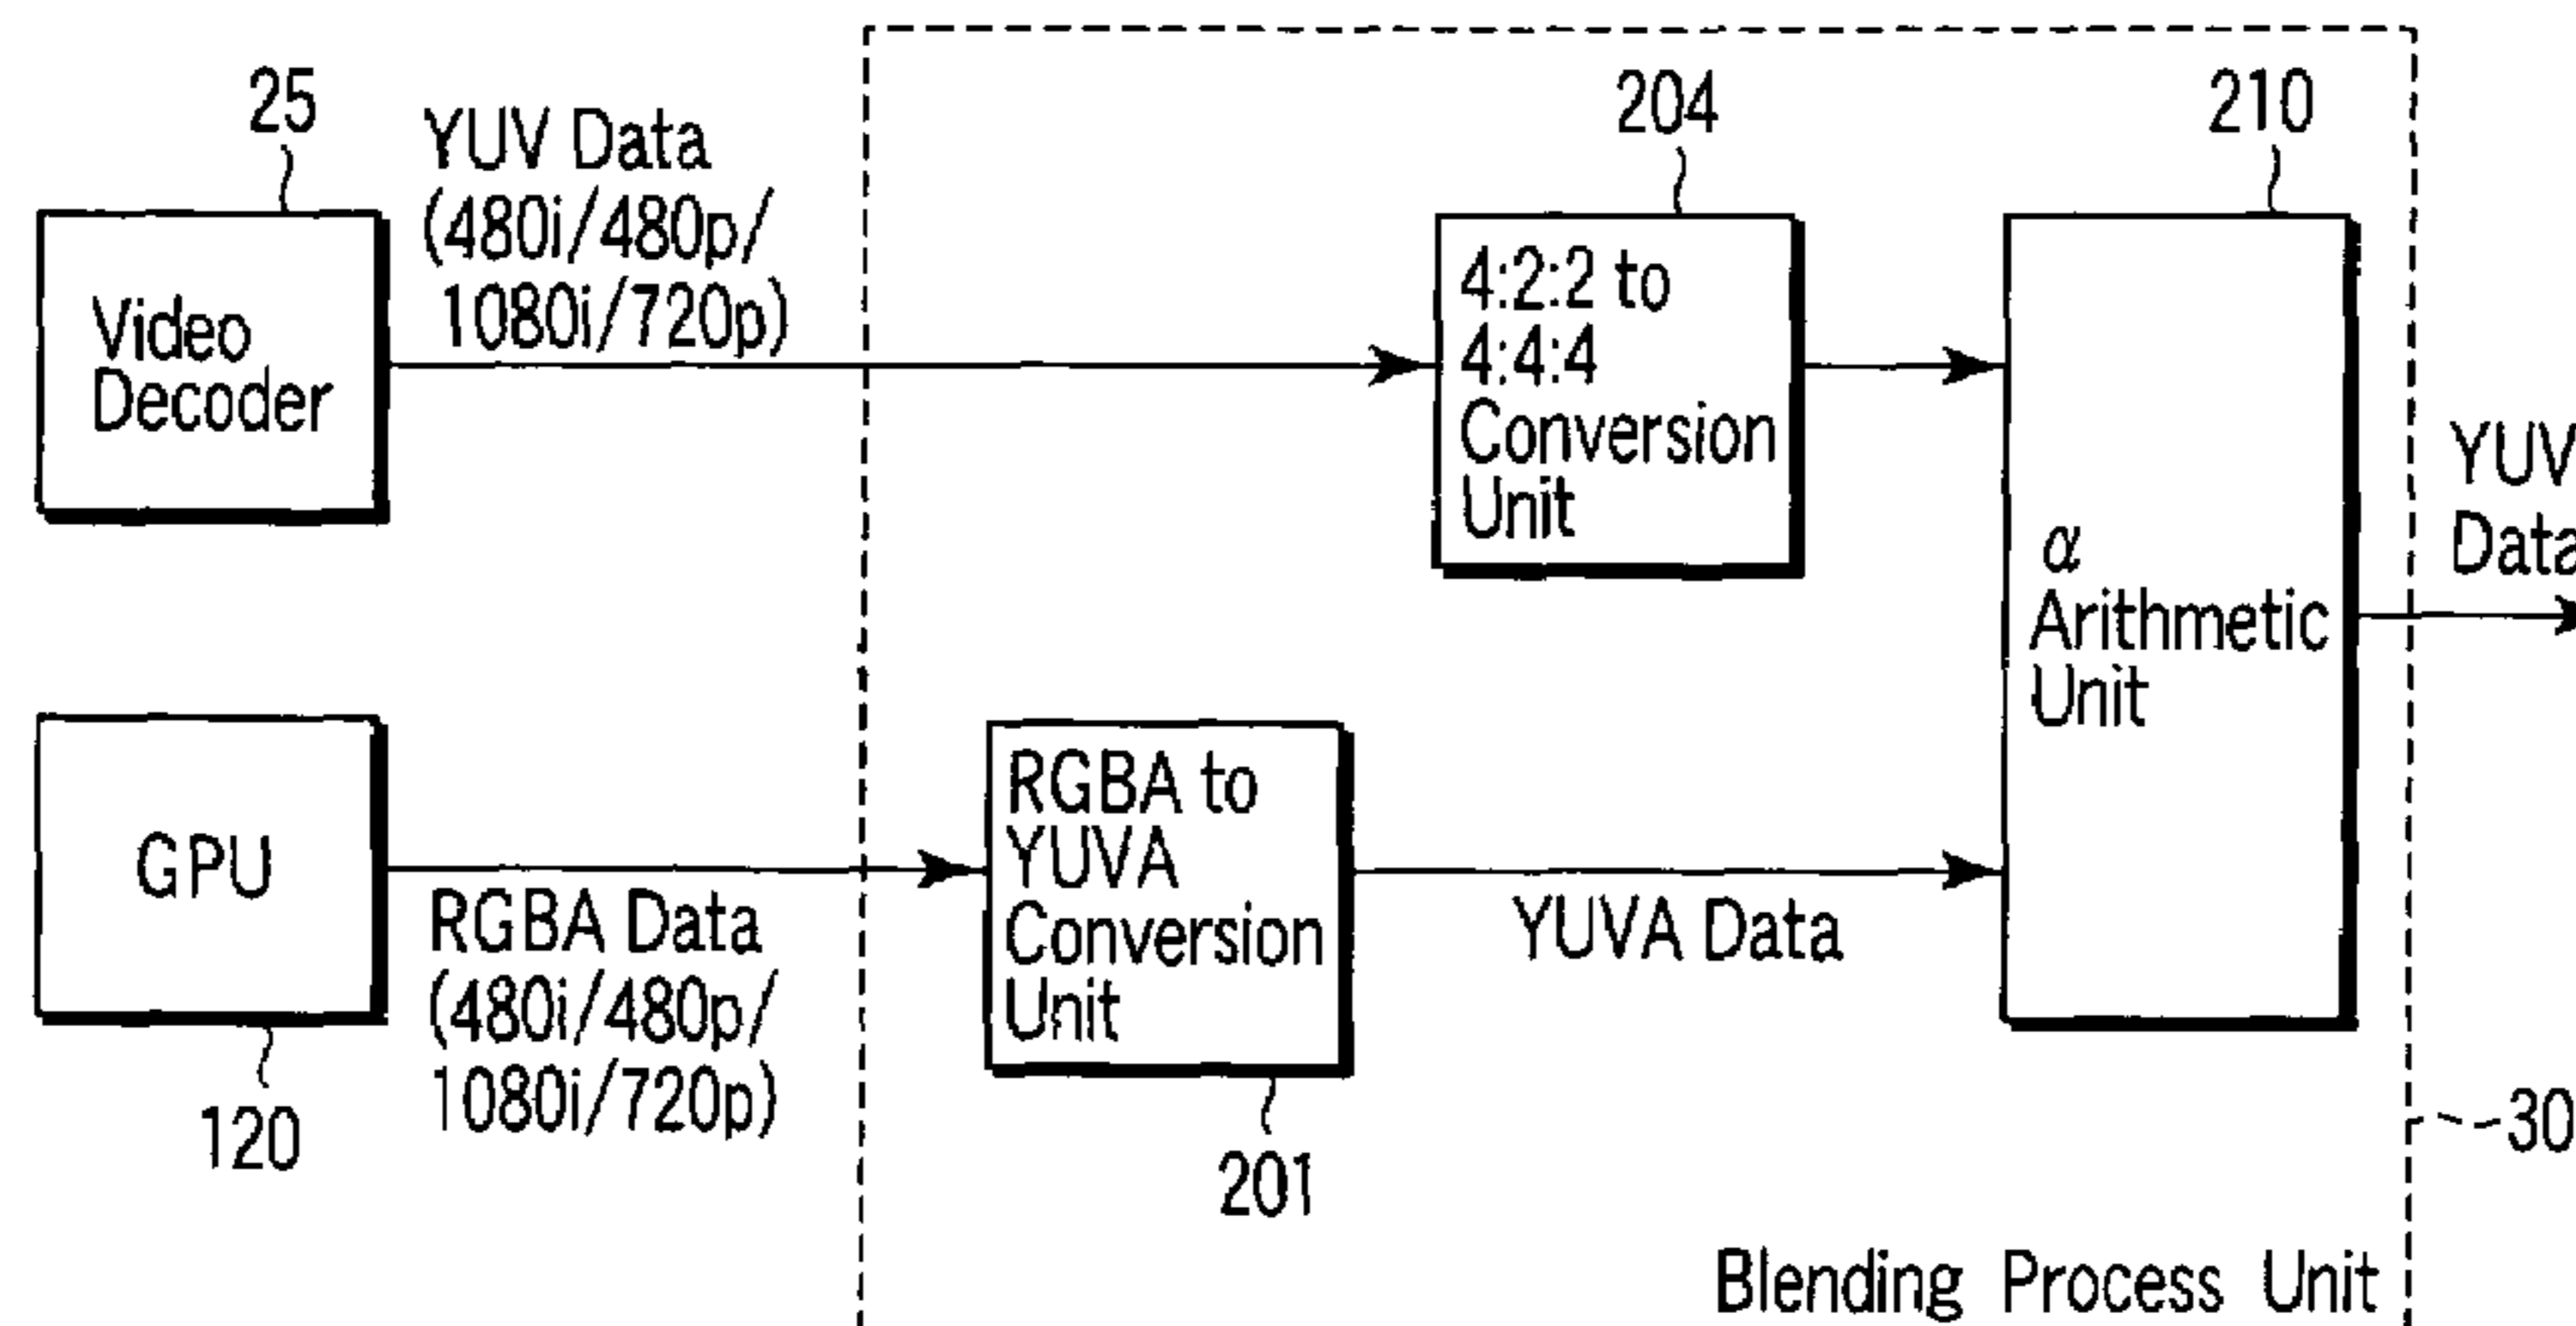 25
YUV Data
(480i/480p/
1080i/720p)
204
210
Video
Decoder
4:2:2 to
4:4:4
Conversion
Unit
α
Arithmetic
Unit
YUV
Data
GPU
120
RGBA Data
(480i/480p/
1080i/720p)
RGBA to
YUVA
Conversion
Unit
201
YUVA Data
30
Blending Process Unit